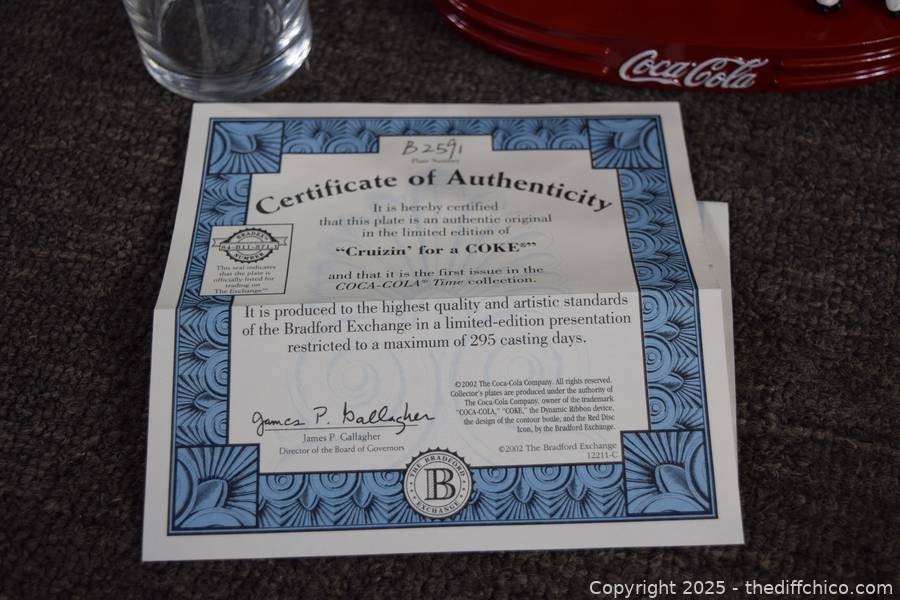 Coca-Cola
B2591
Plate Number
Certificate of Authenticity
It is hereby certified
that this plate is an authentic original
in the limited edition of
“Cruizin’ for a COKE®”
and that it is the first issue in the
COCA-COLA® Time collection.
BRADEX
84-B11-871.1
NUMBER
This seal indicates
that the plate is
officially listed for
trading on
The Exchange℠
It is produced to the highest quality and artistic standards
of the Bradford Exchange in a limited-edition presentation
restricted to a maximum of 295 casting days.
©2002 The Coca-Cola Company. All rights reserved.
Collector’s plates are produced under the authority of
The Coca-Cola Company, owner of the trademark
“COCA-COLA,” “COKE,” the Dynamic Ribbon device,
the design of the contour bottle, and the Red Disc
Icon, by the Bradford Exchange.
James P. Gallagher
James P. Gallagher
Director of the Board of Governors
©2002 The Bradford Exchange
12211-C
THE BRADFORD
B
EXCHANGE
Copyright 2025 - thediffchico.com